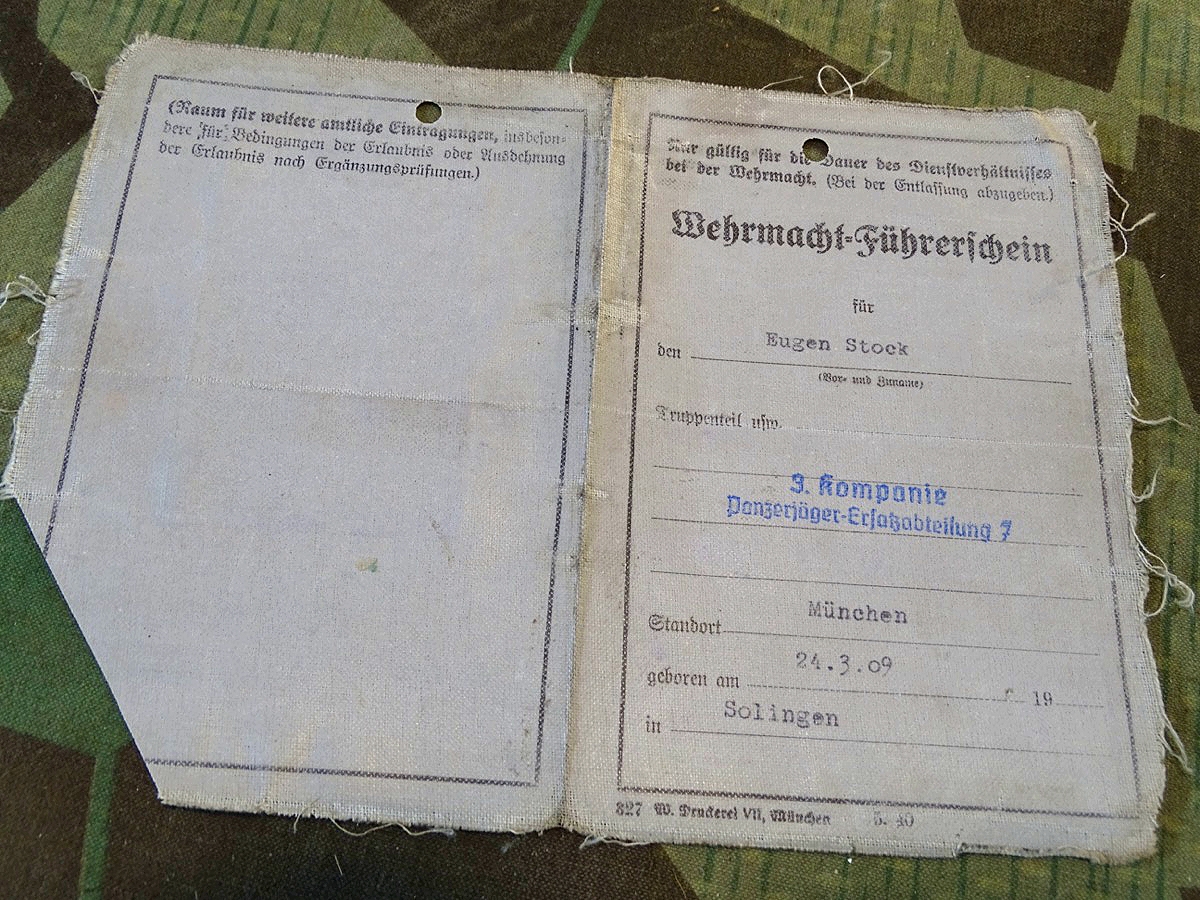 (Raum für weitere amtliche Eintragungen, insbeson-
dere für Bedingungen der Erlaubnis oder Ausdehnung
der Erlaubnis nach Ergänzungsprüfungen.)
Nur gültig für die Dauer des Dienstverhältnisses
bei der Wehrmacht. (Bei der Entlassung abzugeben.)
Wehrmacht-Führerschein
für
den Eugen Stock
(Vor- und Zuname)
Truppenteil usw.
3. Kompanie
Panzerjäger-Ersatzabteilung 7
Standort München
geboren am 24.3.09 19
in Solingen
827 W. Druckerei VII, München 5. 40